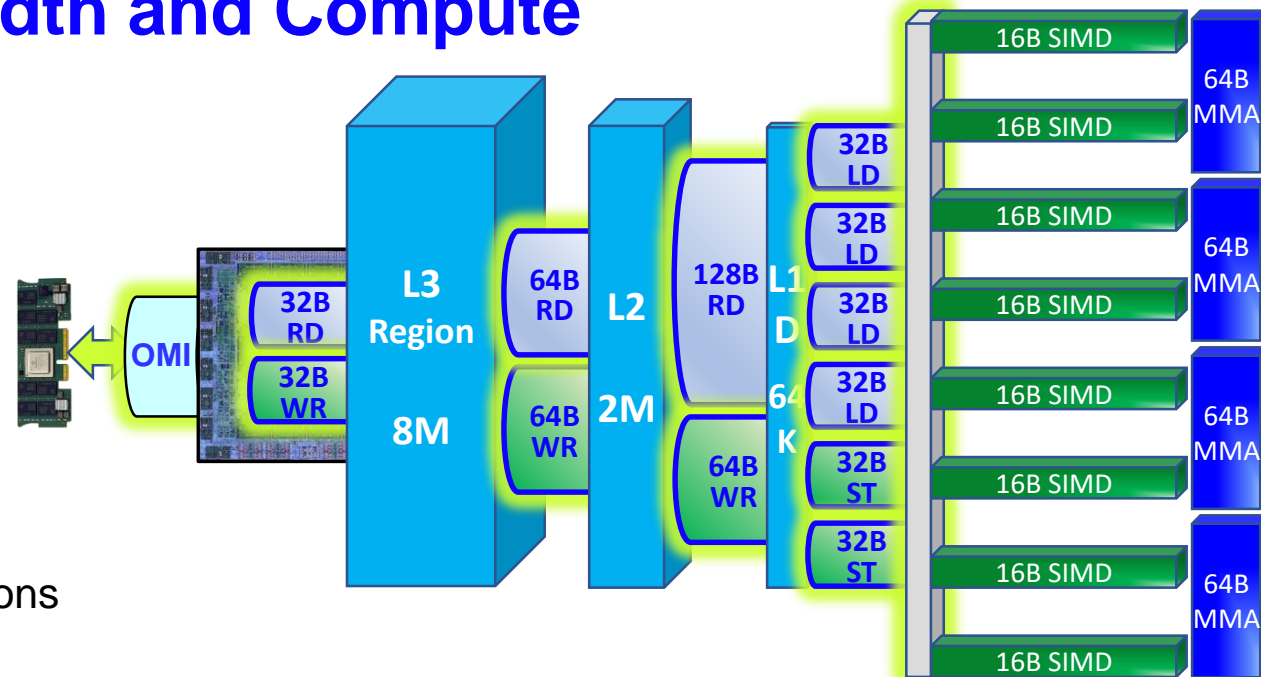 dth and Compute
ons
OMI
32B
RD
32B
WR
L3
Region
8M
64B
RD
64B
WR
L2
2M
128B
RD
64B
WR
L1
D
64
K
32B
LD
32B
LD
32B
LD
32B
LD
32B
ST
32B
ST
16B SIMD
16B SIMD
16B SIMD
16B SIMD
16B SIMD
16B SIMD
16B SIMD
16B SIMD
64B
MMA
64B
MMA
64B
MMA
64B
MMA